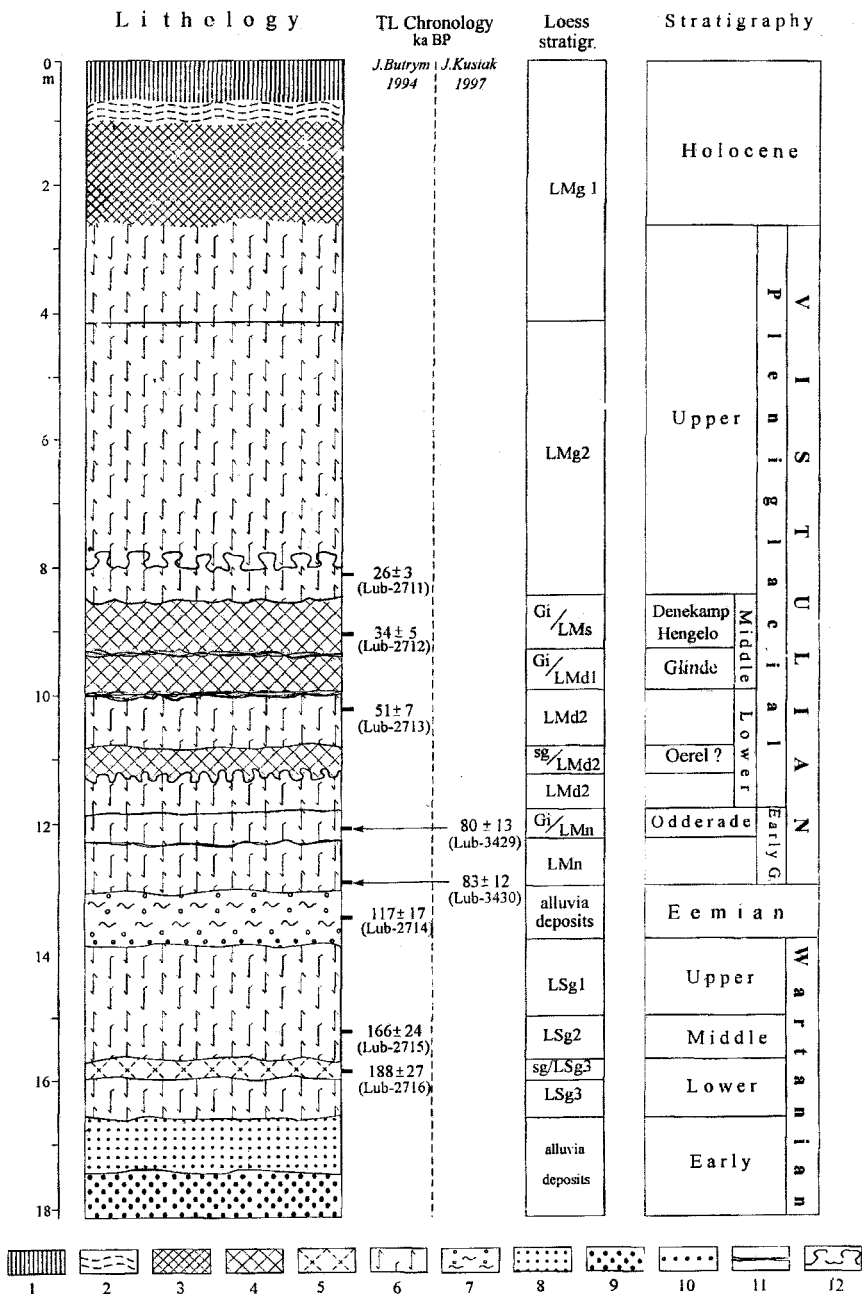 Lithology
TL Chronology
ka BP
J.Butrym
1994
J.Kusiak
1997
Loess
stratigr.
Stratigraphy
0
m
2
4
6
8
10
12
14
16
18
26± 3
(Lub-2711)
34± 5
(Lub-2712)
51± 7
(Lub-2713)
80 ± 13
(Lub-3429)
83± 12
(Lub-3430)
117± 17
(Lub-2714)
166± 24
(Lub-2715)
188± 27
(Lub-2716)
LMg 1
LMg2
Gi/LMs
Gi/LMd1
LMd2
sg/LMd2
LMd2
Gi/LMn
LMn
alluvia
deposits
LSg1
LSg2
sg/LSg3
LSg3
alluvia
deposits
Holocene
Upper
Denekamp
Hengelo
Glinde
Oerel ?
Odderade
Middle
Lower
Early G.
Pleniglacial
VISTULIAN
Eemian
Upper
Middle
Lower
Early
Wartanian
1 2 3 4 5 6 7 8 9 10 11 12